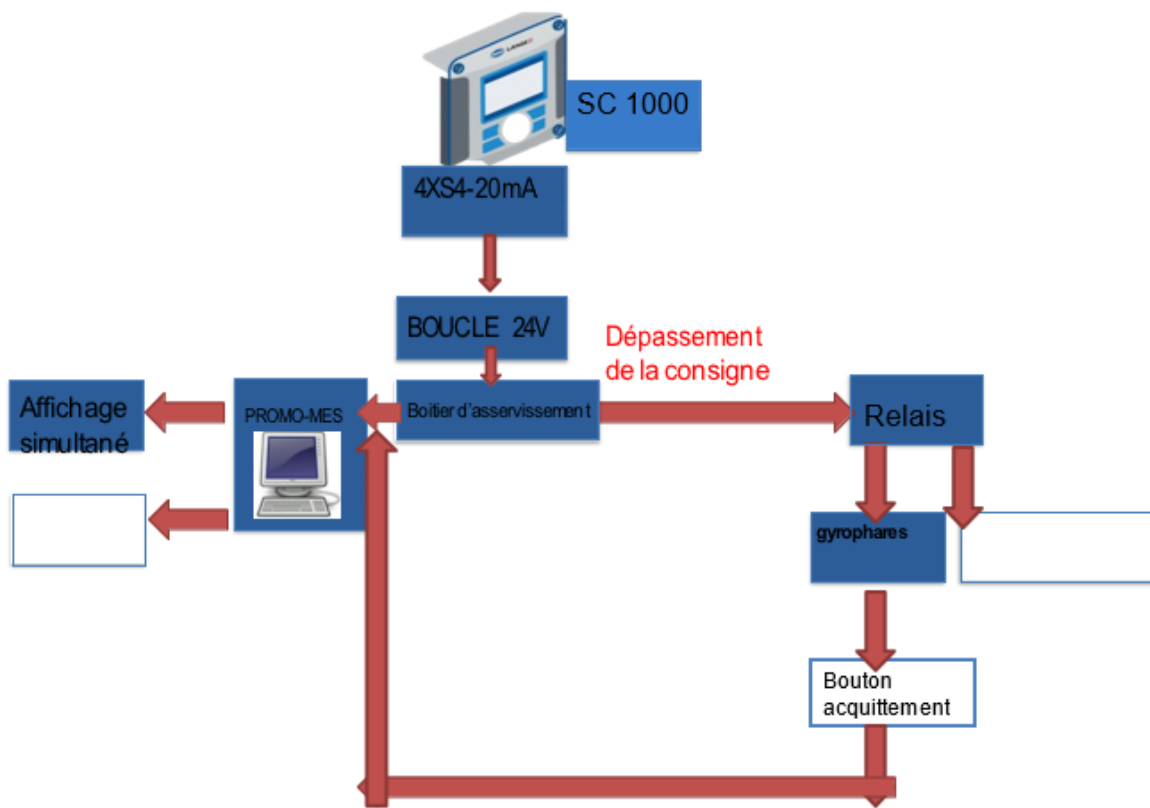 LANGE
SC 1000
4XS4-20mA
BOUCLE 24V
Dépassement
de la consigne
Affichage
simultané
PROMO-MES
Boitier d'asservissement
Relais
gyrophares
Bouton
acquittement